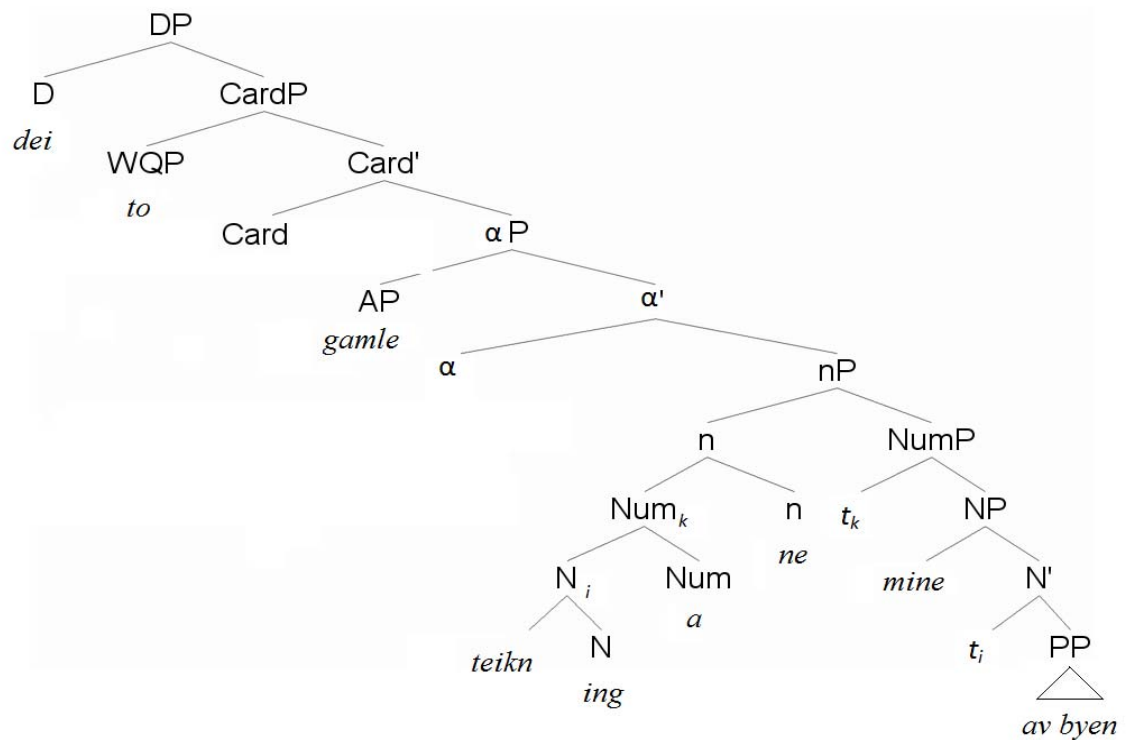 DP
D CardP
dei
WQP Card'
to
Card αP
AP α'
gamle
α nP
n NumP
Numₖ n tₖ NP
ne
N ᵢ Num mine N'
a
teikn N tᵢ PP
ing
av byen